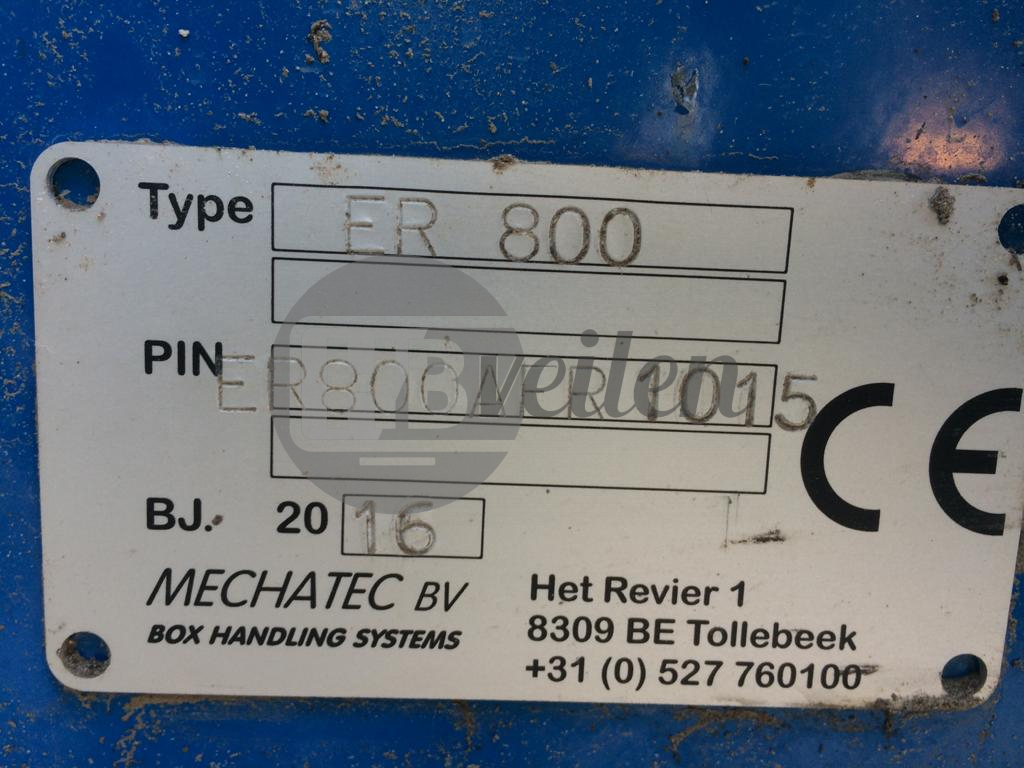 Type ER 800
PIN
veilen
BJ. 20 16
MECHATEC BV
BOX HANDLING SYSTEMS
Het Revier 1
8309 BE Tollebeek
+31 (0) 527 760100
CE